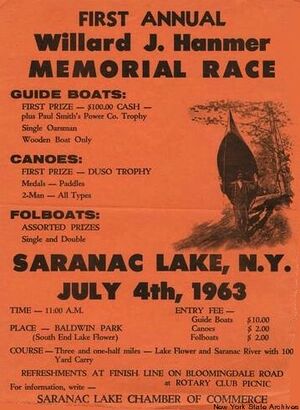 FIRST ANNUAL
Willard J. Hanmer
MEMORIAL RACE
GUIDE BOATS:
FIRST PRIZE — $100.00 CASH —
plus Paul Smith's Power Co. Trophy
Single Oarsman
Wooden Boat Only
CANOES:
FIRST PRIZE — DUSO TROPHY
Medals — Paddles
2-Man — All Types
FOLBOATS:
ASSORTED PRIZES
Single and Double
SARANAC LAKE, N.Y.
JULY 4th, 1963
TIME — 11:00 A.M.
PLACE — BALDWIN PARK
(South End Lake Flower)
ENTRY FEE —
Guide Boats $10.00
Canoes $ 2.00
Folboats $ 2.00
COURSE — Three and one-half miles — Lake Flower and Saranac River with 100
Yard Carry
REFRESHMENTS AT FINISH LINE ON BLOOMINGDALE ROAD
at ROTARY CLUB PICNIC
For information, write —
SARANAC LAKE CHAMBER OF COMMERCE
New York State Archives